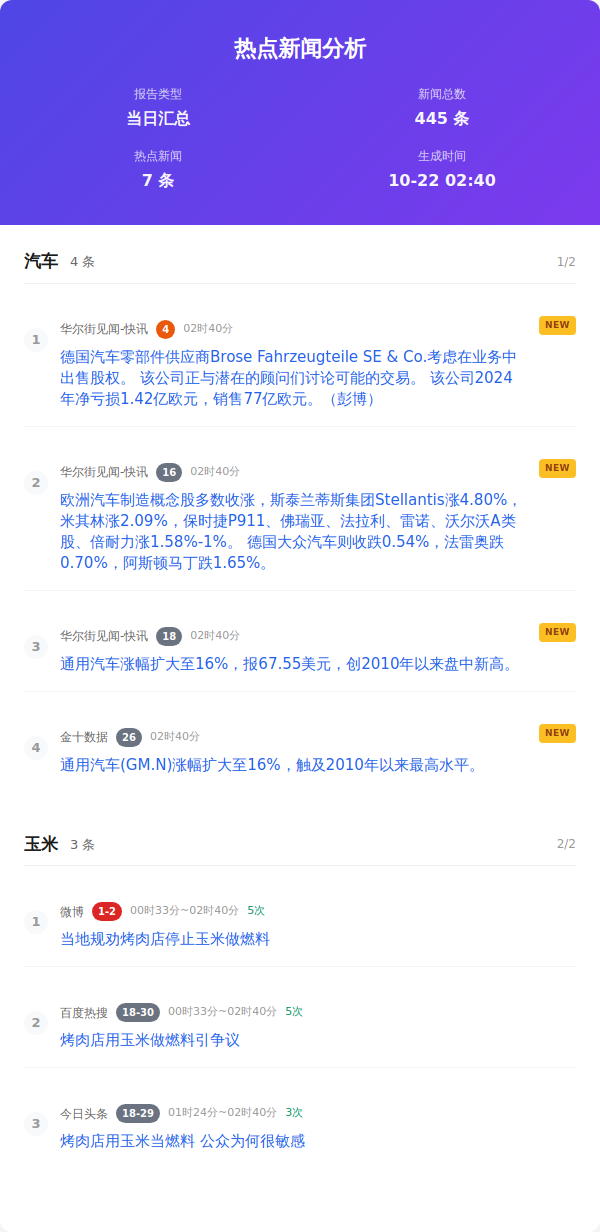 热点新闻分析
报告类型
新闻总数
当日汇总
445 条
热点新闻
生成时间
7 条
10-22 02:40
汽车 4 条 1/2
1 华尔街见闻-快讯 4 02时40分 NEW
德国汽车零部件供应商Brose Fahrzeugteile SE & Co.考虑在业务中
出售股权。 该公司正与潜在的顾问们讨论可能的交易。 该公司2024
年净亏损1.42亿欧元，销售77亿欧元。（彭博）
2 华尔街见闻-快讯 16 02时40分 NEW
欧洲汽车制造概念股多数收涨，斯泰兰蒂斯集团Stellantis涨4.80%，
米其林涨2.09%，保时捷P911、佛瑞亚、法拉利、雷诺、沃尔沃A类
股、倍耐力涨1.58%-1%。 德国大众汽车则收跌0.54%，法雷奥跌
0.70%，阿斯顿马丁跌1.65%。
3 华尔街见闻-快讯 18 02时40分 NEW
通用汽车涨幅扩大至16%，报67.55美元，创2010年以来盘中新高。
4 金十数据 26 02时40分 NEW
通用汽车(GM.N)涨幅扩大至16%，触及2010年以来最高水平。
玉米 3 条 2/2
1 微博 1-2 00时33分~02时40分 5次
当地规劝烤肉店停止玉米做燃料
2 百度热搜 18-30 00时33分~02时40分 5次
烤肉店用玉米做燃料引争议
3 今日头条 18-29 01时24分~02时40分 3次
烤肉店用玉米当燃料 公众为何很敏感